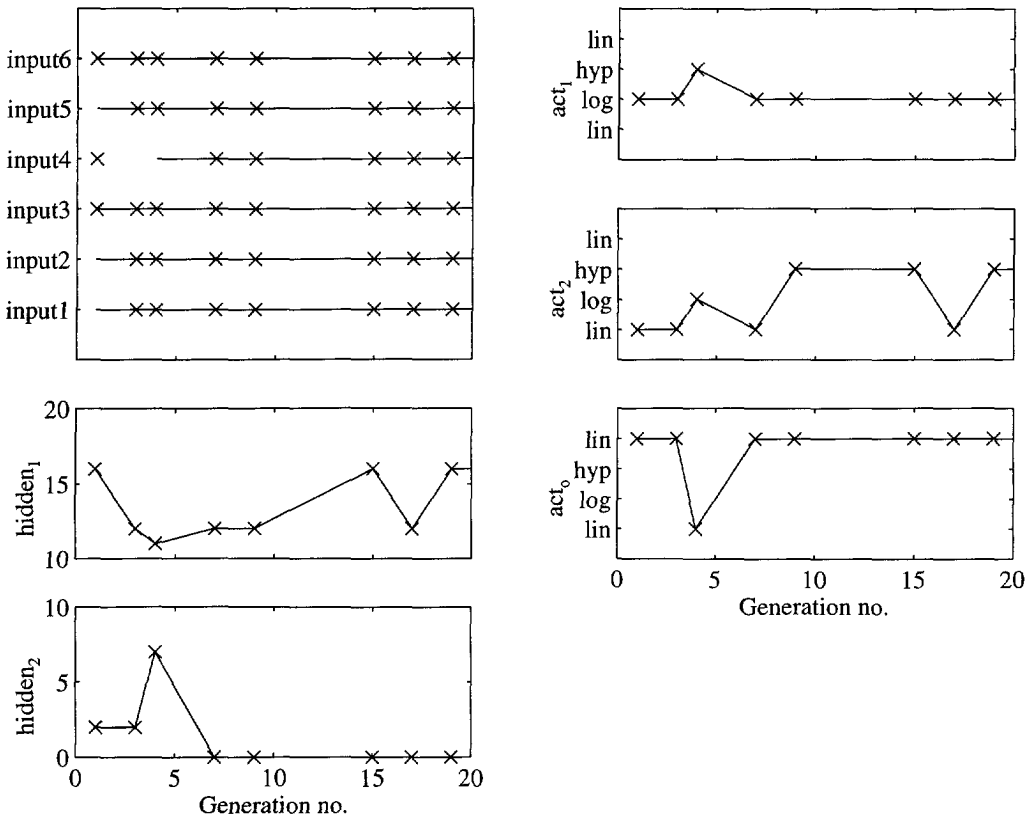 input6
input5
input4
input3
input2
input1
20
15
10
hidden₁
10
5
0
hidden₂
0 5 10 15 20
Generation no.
lin
hyp
log
lin
act₁
lin
hyp
log
lin
act₂
lin
hyp
log
lin
actₒ
0 5 10 15 20
Generation no.